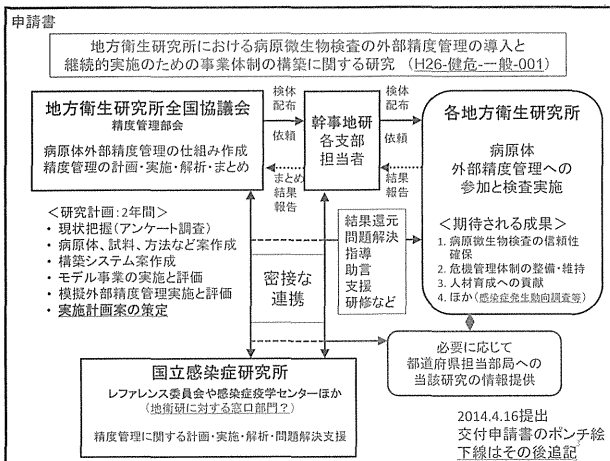 申請書
地方衛生研究所における病原微生物検査の外部精度管理の導入と
継続的実施のための事業体制の構築に関する研究 (H26-健危-一般-001)
地方衛生研究所全国協議会
精度管理部会
病原体外部精度管理の仕組み作成
精度管理の計画・実施・解析・まとめ
検体
配布
依頼
まとめ
結果
報告
幹事地研
各支部
担当者
検体
配布
依頼
結果
報告
各地方衛生研究所
病原体
外部精度管理への
参加と検査実施
<期待される成果>
1. 病原微生物検査の信頼性
確保
2. 危機管理体制の整備・維持
3. 人材育成への貢献
4. ほか(感染症発生動向調査等)
<研究計画:2年間>
• 現状把握(アンケート調査)
• 病原体、試料、方法など案作成
• 構築システム案作成
• モデル事業の実施と評価
• 模擬外部精度管理実施と評価
• 実施計画案の策定
密接な
連携
結果還元
問題解決
指導
助言
支援
研修など
国立感染症研究所
レファレンス委員会や感染症疫学センターほか
(地衛研に対する窓口部門?)
精度管理に関する計画・実施・解析・問題解決支援
必要に応じて
都道府県担当部局への
当該研究の情報提供
2014.4.16提出
交付申請書のポンチ絵
下線はその後追記